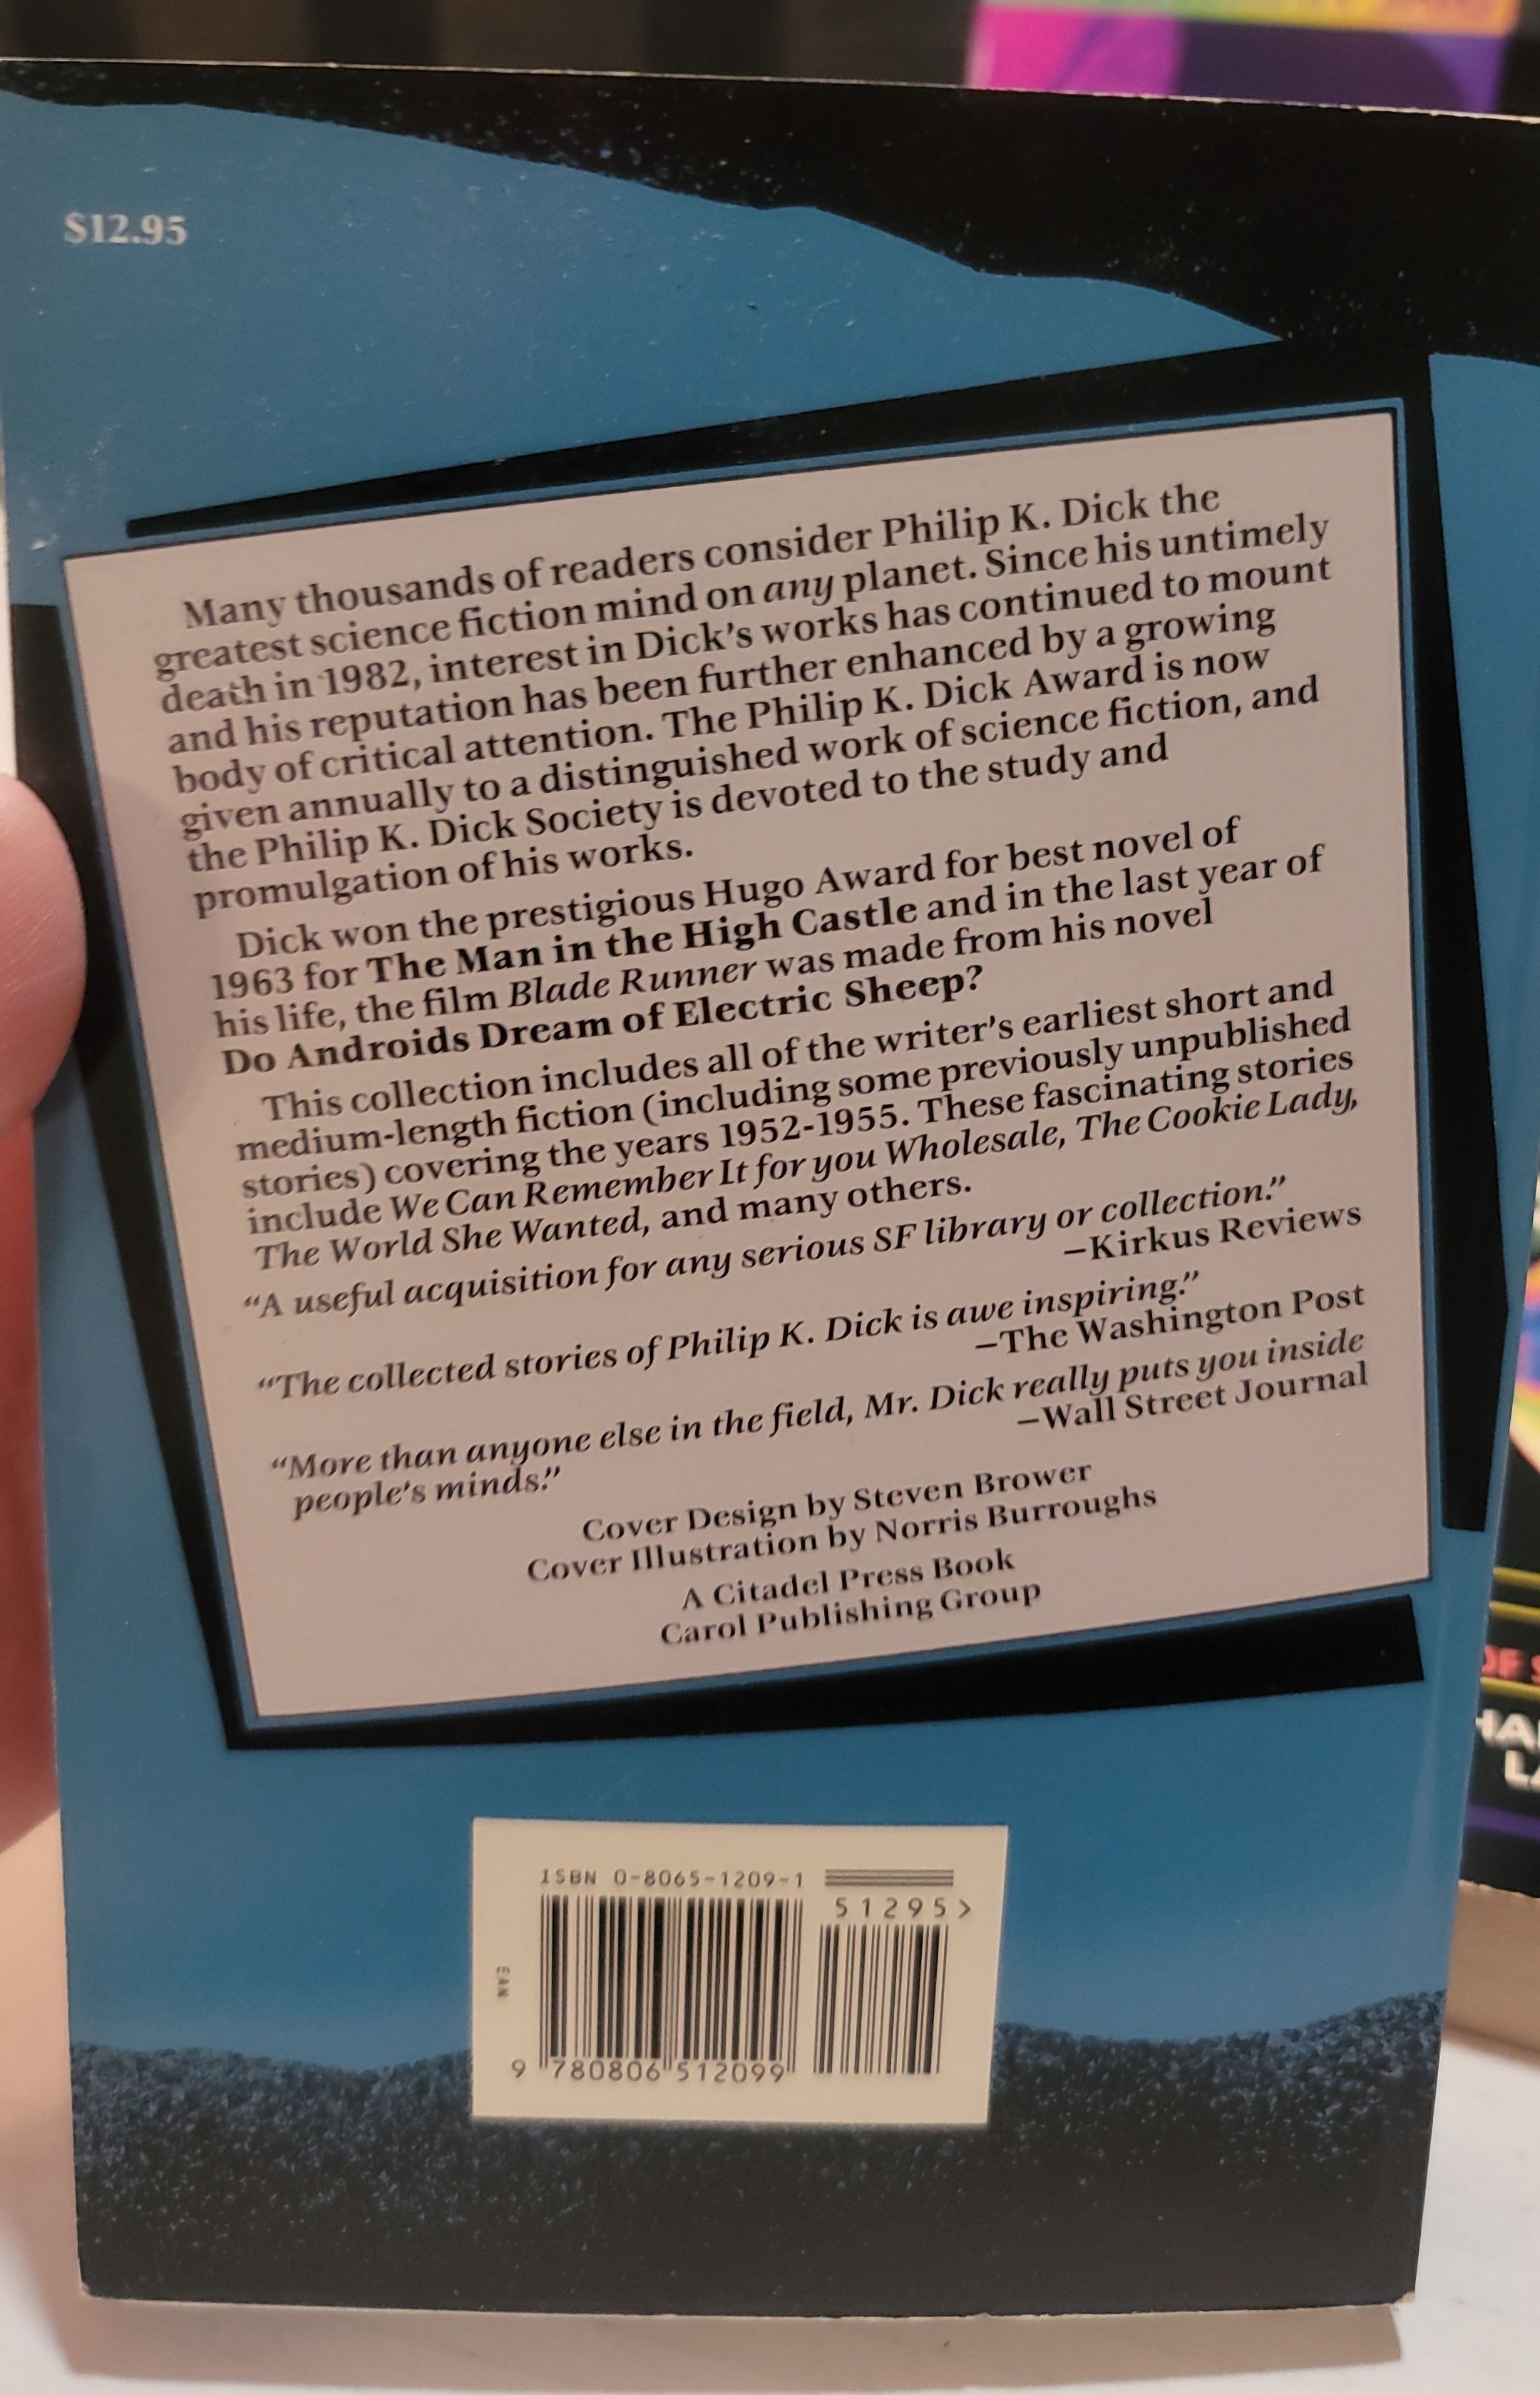 $12.95
Many thousands of readers consider Philip K. Dick the
greatest science fiction mind on any planet. Since his untimely
death in 1982, interest in Dick's works has continued to mount
and his reputation has been further enhanced by a growing
body of critical attention. The Philip K. Dick Award is now
given annually to a distinguished work of science fiction, and
the Philip K. Dick Society is devoted to the study and
promulgation of his works.
Dick won the prestigious Hugo Award for best novel of
1963 for The Man in the High Castle and in the last year of
his life, the film Blade Runner was made from his novel
Do Androids Dream of Electric Sheep?
This collection includes all of the writer's earliest short and
medium-length fiction (including some previously unpublished
stories) covering the years 1952-1955. These fascinating stories
include We Can Remember It for you Wholesale, The Cookie Lady,
The World She Wanted, and many others.
"A useful acquisition for any serious SF library or collection."
—Kirkus Reviews
"The collected stories of Philip K. Dick is awe inspiring."
—The Washington Post
"More than anyone else in the field, Mr. Dick really puts you inside
people's minds."
—Wall Street Journal
Cover Design by Steven Brower
Cover Illustration by Norris Burroughs
A Citadel Press Book
Carol Publishing Group
ISBN 0-8065-1209-1
51295>
EAN
9 780806 512099